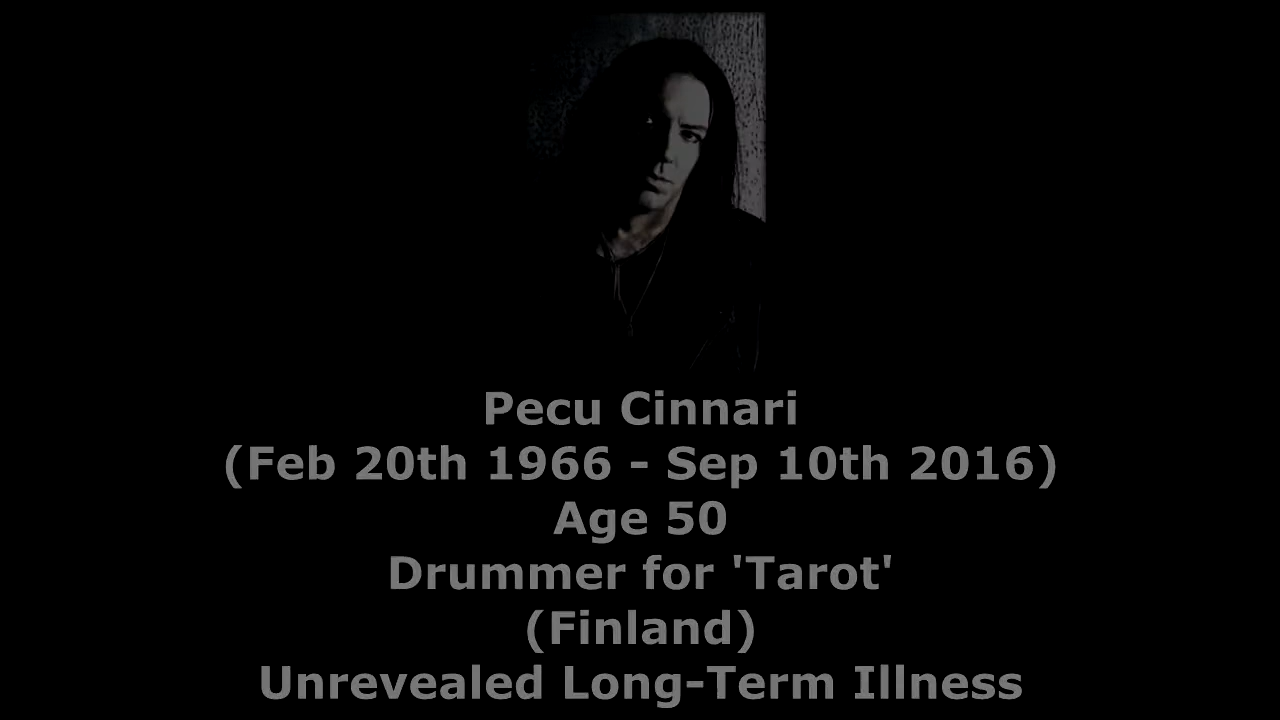 Pecu Cinnari
(Feb 20th 1966 - Sep 10th 2016)
Age 50
Drummer for 'Tarot'
(Finland)
Unrevealed Long-Term Illness